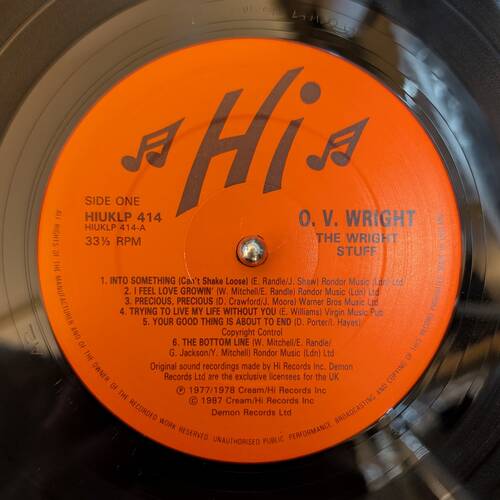 Hi
SIDE ONE
HIUKLP 414
HIUKLP 414-A
33⅓ RPM
O. V. WRIGHT
THE WRIGHT
STUFF
1. INTO SOMETHING (Can't Shake Loose) (E. Randle/J. Shaw) Rondor Music (Ldn) Ltd
2. I FEEL LOVE GROWIN' (W. Mitchell/E. Randle) Rondor Music (Ldn) Ltd
3. PRECIOUS, PRECIOUS (D. Crawford/J. Moore) Warner Bros Music Ltd
4. TRYING TO LIVE MY LIFE WITHOUT YOU (E. Williams) Virgin Music Pub
5. YOUR GOOD THING IS ABOUT TO END (D. Porter/I. Hayes)
Copyright Control
6. THE BOTTOM LINE (W. Mitchell/E. Randle/
G. Jackson/Y. Mitchell) Rondor Music (Ldn) Ltd
Original sound recordings made by Hi Records Inc. Demon
Records Ltd are the exclusive licensees for the UK
℗ 1977/1978 Cream/Hi Records Inc
© 1987 Cream/Hi Records Inc
Demon Records Ltd
ALL RIGHTS OF THE MANUFACTURER AND OF THE OWNER OF THE RECORDED WORK RESERVED. UNAUTHORISED PUBLIC PERFORMANCE, BROADCASTING AND COPYING OF THIS